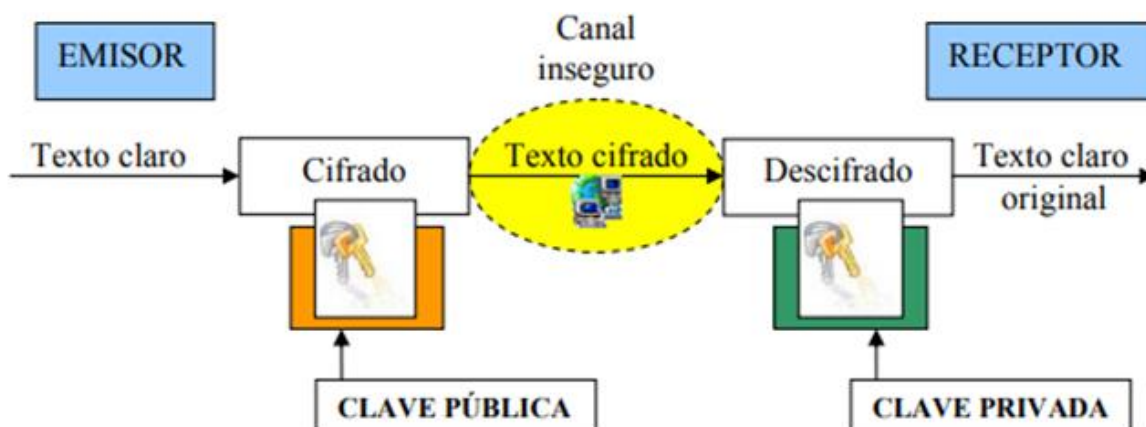 EMISOR
Canal
inseguro
RECEPTOR
Texto claro
Cifrado
Texto cifrado
Descifrado
Texto claro
original
CLAVE PÚBLICA
CLAVE PRIVADA